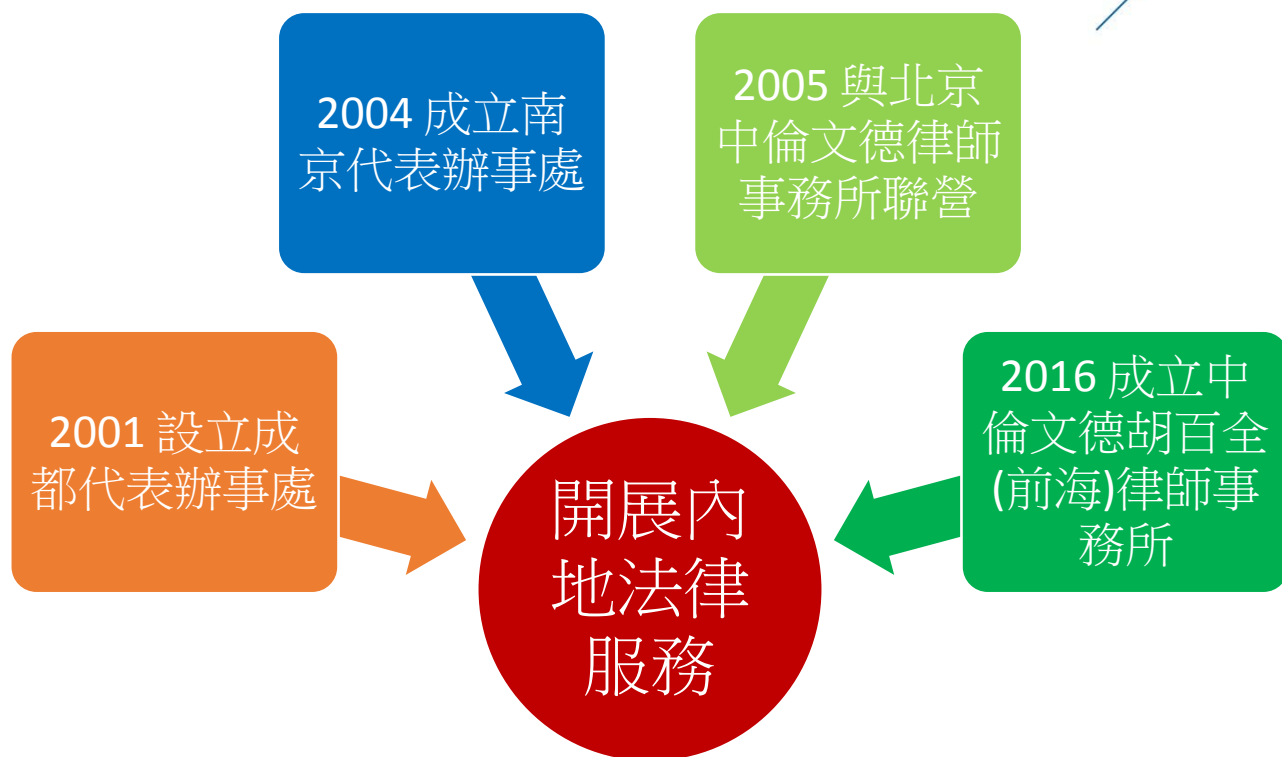 2001 設立成
都代表辦事處
2004 成立南
京代表辦事處
2005 與北京
中倫文德律師
事務所聯營
2016 成立中
倫文德胡百全
(前海)律師事
務所
開展內
地法律
服務